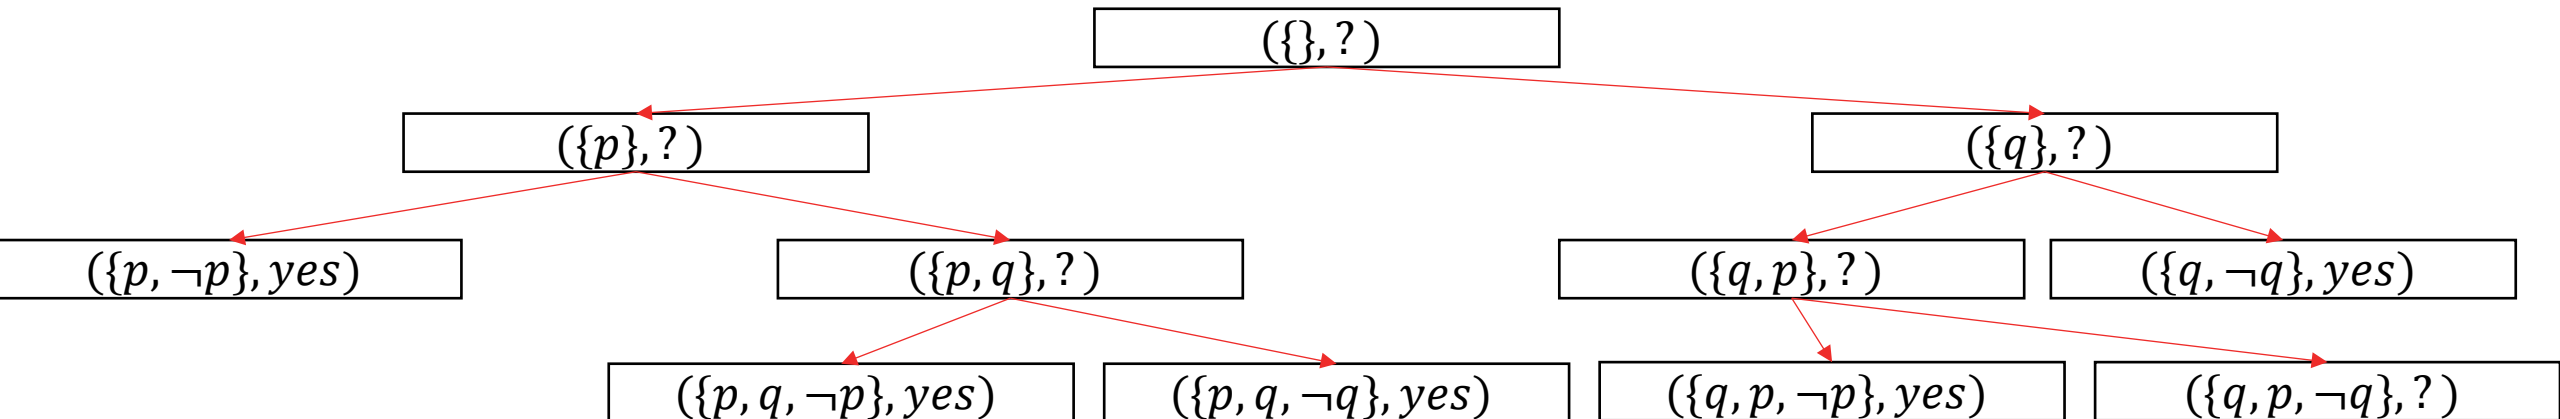 ({}, ?)
({p}, ?)
({q}, ?)
({p, ¬p}, yes)
({p, q}, ?)
({q, p}, ?)
({q, ¬q}, yes)
({p, q, ¬p}, yes)
({p, q, ¬q}, yes)
({q, p, ¬p}, yes)
({q, p, ¬q}, ?)